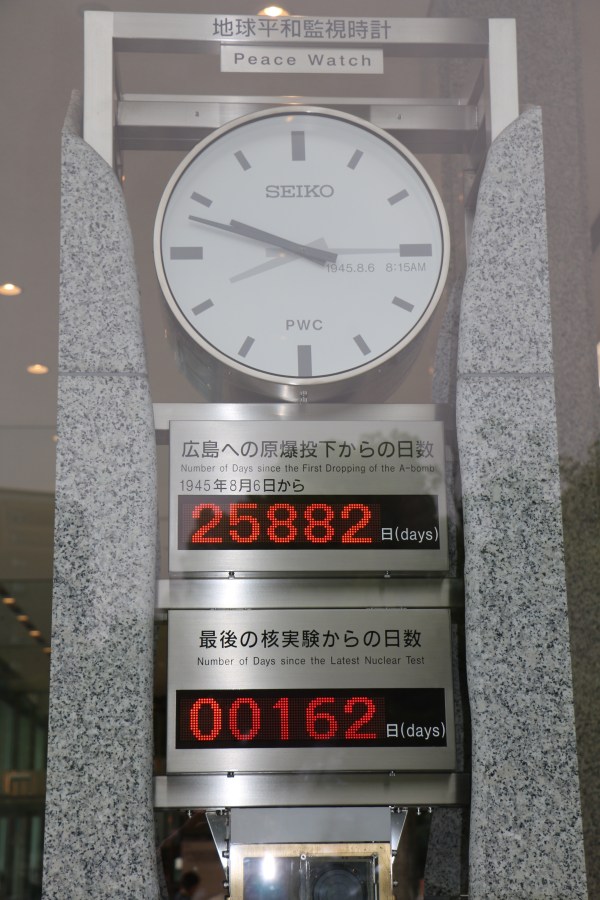 地球平和監視時計
Peace Watch
SEIKO
1945.8.6 8:15AM
PWC
広島への原爆投下からの日数
Number of Days since the First Dropping of the A-bomb
1945年8月6日から
25882 日(days)
最後の核実験からの日数
Number of Days since the Latest Nuclear Test
00162 日(days)